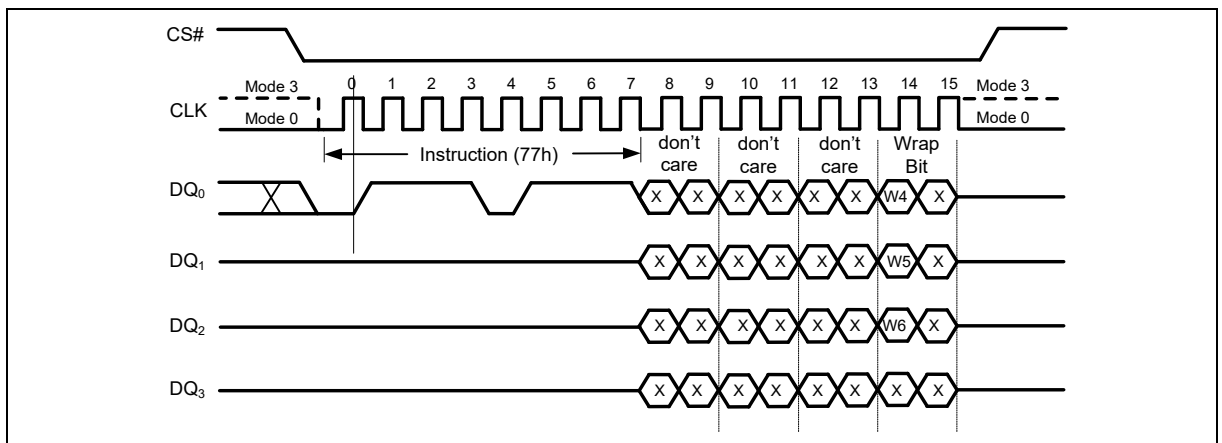 CS#
Mode 3 0 1 2 3 4 5 6 7 8 9 10 11 12 13 14 15 Mode 3
CLK
Mode 0 Mode 0
Instruction (77h)
don't care
don't care
don't care
Wrap Bit
DQ0 X X X X X X W4 X
DQ1 X X X X X X W5 X
DQ2 X X X X X X W6 X
DQ3 X X X X X X X X